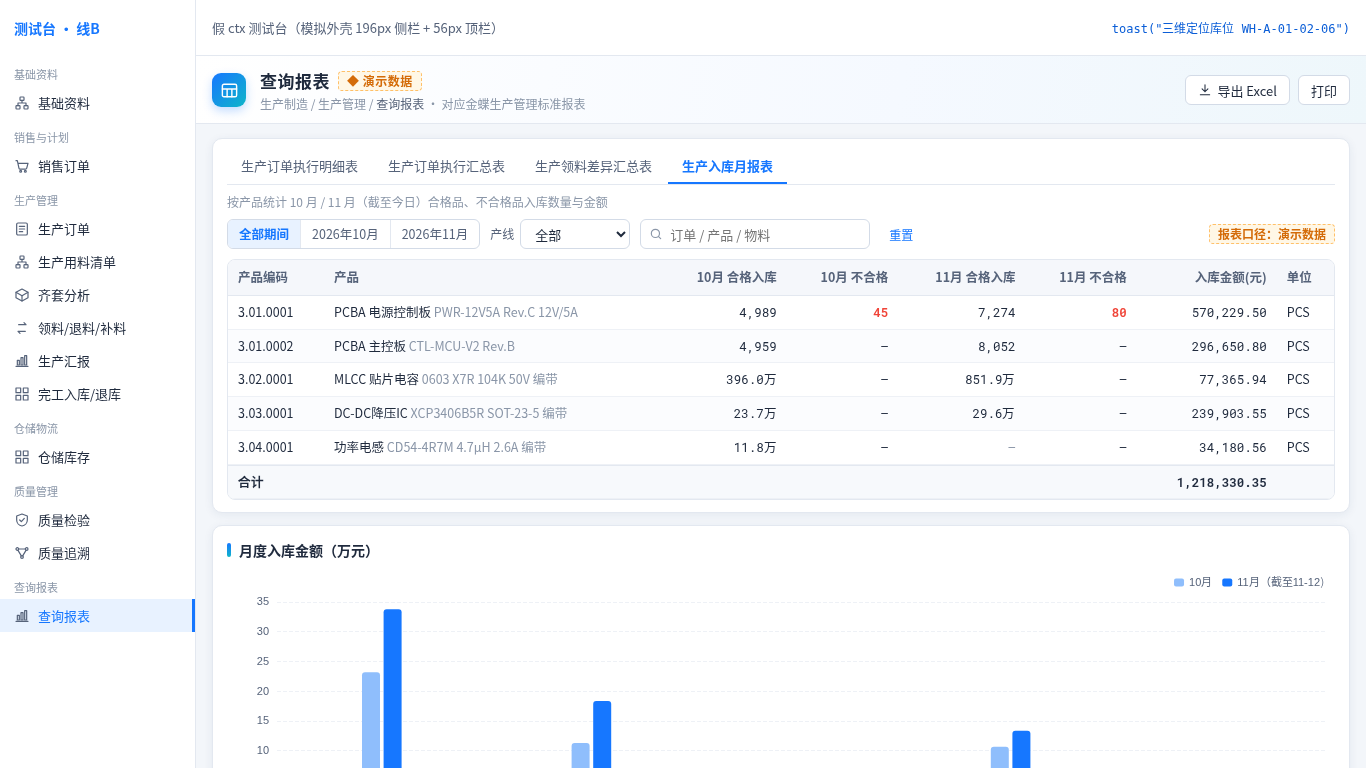 测试台 · 线B
基础资料
基础资料
销售与计划
销售订单
生产管理
生产订单
生产用料清单
齐套分析
领料/退料/补料
生产汇报
完工入库/退库
仓储物流
仓储库存
质量管理
质量检验
质量追溯
查询报表
查询报表
假 ctx 测试台（模拟外壳 196px 侧栏 + 56px 顶栏）
toast("三维定位库位 WH-A-01-02-06")
查询报表 ◆ 演示数据
生产制造 / 生产管理 / 查询报表 · 对应金蝶生产管理标准报表
导出 Excel 打印
生产订单执行明细表 生产订单执行汇总表 生产领料差异汇总表 生产入库月报表
按产品统计 10 月 / 11 月（截至今日）合格品、不合格品入库数量与金额
全部期间 2026年10月 2026年11月 产线 全部 订单 / 产品 / 物料 重置 报表口径：演示数据
产品编码 产品 10月 合格入库 10月 不合格 11月 合格入库 11月 不合格 入库金额(元) 单位
3.01.0001 PCBA 电源控制板 PWR-12V5A Rev.C 12V/5A 4,989 45 7,274 80 570,229.50 PCS
3.01.0002 PCBA 主控板 CTL-MCU-V2 Rev.B 4,959 — 8,052 — 296,650.80 PCS
3.02.0001 MLCC 贴片电容 0603 X7R 104K 50V 编带 396.0万 — 851.9万 — 77,365.94 PCS
3.03.0001 DC-DC降压IC XCP3406B5R SOT-23-5 编带 23.7万 — 29.6万 — 239,903.55 PCS
3.04.0001 功率电感 CD54-4R7M 4.7μH 2.6A 编带 11.8万 — — — 34,180.56 PCS
合计 1,218,330.35
月度入库金额（万元）
10月 11月（截至11-12）
35
30
25
20
15
10